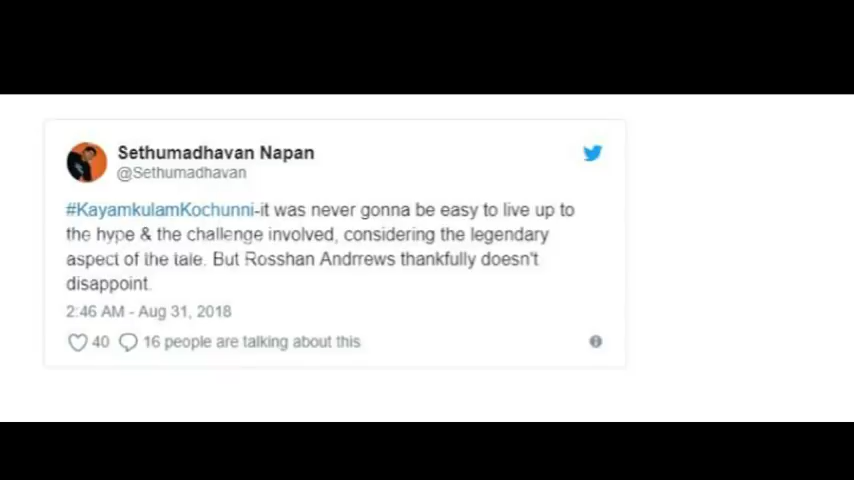 Sethumadhavan Napan
@Sethumadhavan
#KayamkulamKochunni-it was never gonna be easy to live up to
the hype & the challenge involved, considering the legendary
aspect of the tale. But Rosshan Andrrews thankfully doesn't
disappoint.
2:46 AM - Aug 31, 2018
40 16 people are talking about this